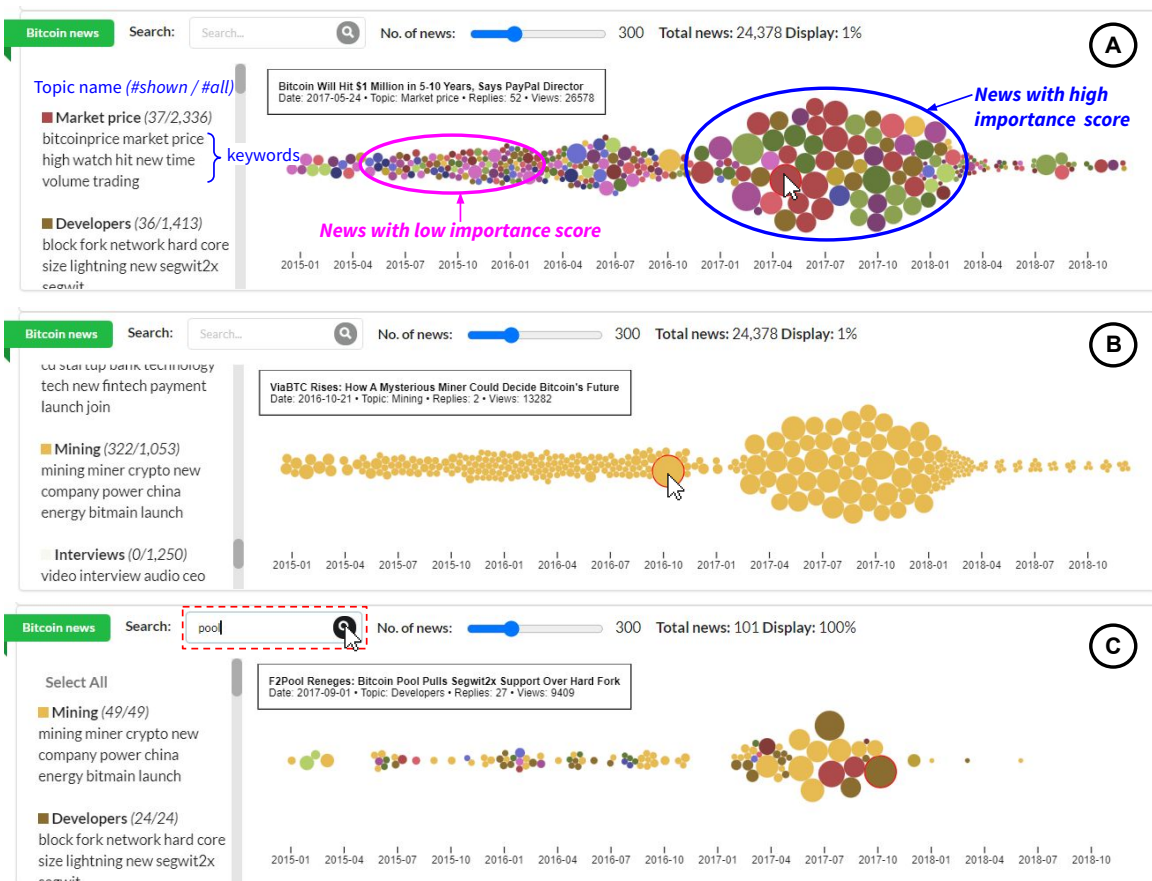 Bitcoin news Search: Search... No. of news: 300 Total news: 24,378 Display: 1%
A
Topic name (#shown / #all)
Market price (37/2,336)
bitcoinprice market price
high watch hit new time
volume trading
keywords
Developers (36/1,413)
block fork network hard core
size lightning new segwit2x
segwit
Bitcoin Will Hit $1 Million in 5-10 Years, Says PayPal Director
Date: 2017-05-24 • Topic: Market price • Replies: 52 • Views: 26578
News with high
importance score
News with low importance score
2015-01 2015-04 2015-07 2015-10 2016-01 2016-04 2016-07 2016-10 2017-01 2017-04 2017-07 2017-10 2018-01 2018-04 2018-07 2018-10
Bitcoin news Search: Search... No. of news: 300 Total news: 24,378 Display: 1%
B
cd startup bank technology
tech new fintech payment
launch join
Mining (322/1,053)
mining miner crypto new
company power china
energy bitmain launch
Interviews (0/1,250)
video interview audio ceo
ViaBTC Rises: How A Mysterious Miner Could Decide Bitcoin's Future
Date: 2016-10-21 • Topic: Mining • Replies: 2 • Views: 13282
2015-01 2015-04 2015-07 2015-10 2016-01 2016-04 2016-07 2016-10 2017-01 2017-04 2017-07 2017-10 2018-01 2018-04 2018-07 2018-10
Bitcoin news Search: pool No. of news: 300 Total news: 101 Display: 100%
C
Select All
Mining (49/49)
mining miner crypto new
company power china
energy bitmain launch
Developers (24/24)
block fork network hard core
size lightning new segwit2x
segwit
F2Pool Reneges: Bitcoin Pool Pulls Segwit2x Support Over Hard Fork
Date: 2017-09-01 • Topic: Developers • Replies: 27 • Views: 9409
2015-01 2015-04 2015-07 2015-10 2016-01 2016-04 2016-07 2016-10 2017-01 2017-04 2017-07 2017-10 2018-01 2018-04 2018-07 2018-10